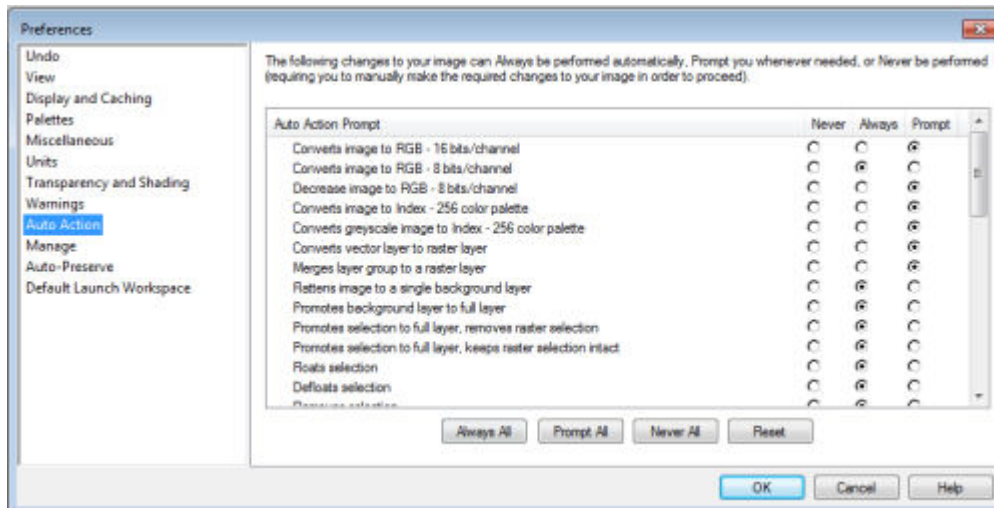 Preferences
Undo
View
Display and Caching
Palettes
Miscellaneous
Units
Transparency and Shading
Warnings
Auto Action
Manage
Auto-Preserve
Default Launch Workspace
The following changes to your image can Always be performed automatically, Prompt you whenever needed, or Never be performed
(requiring you to manually make the required changes to your image in order to proceed).
Auto Action Prompt Never Always Prompt
Converts image to RGB - 16 bits/channel
Converts image to RGB - 8 bits/channel
Decrease image to RGB - 8 bits/channel
Converts image to Index - 256 color palette
Converts greyscale image to Index - 256 color palette
Converts vector layer to raster layer
Merges layer group to a raster layer
Flattens image to a single background layer
Promotes background layer to full layer
Promotes selection to full layer, removes raster selection
Promotes selection to full layer, keeps raster selection intact
Floats selection
Defloats selection
Removes selection
Always All Prompt All Never All Reset
OK Cancel Help